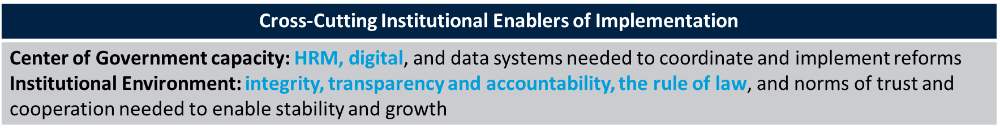 Cross-Cutting Institutional Enablers of Implementation
Center of Government capacity: HRM, digital, and data systems needed to coordinate and implement reforms
Institutional Environment: integrity, transparency and accountability, the rule of law, and norms of trust and
cooperation needed to enable stability and growth